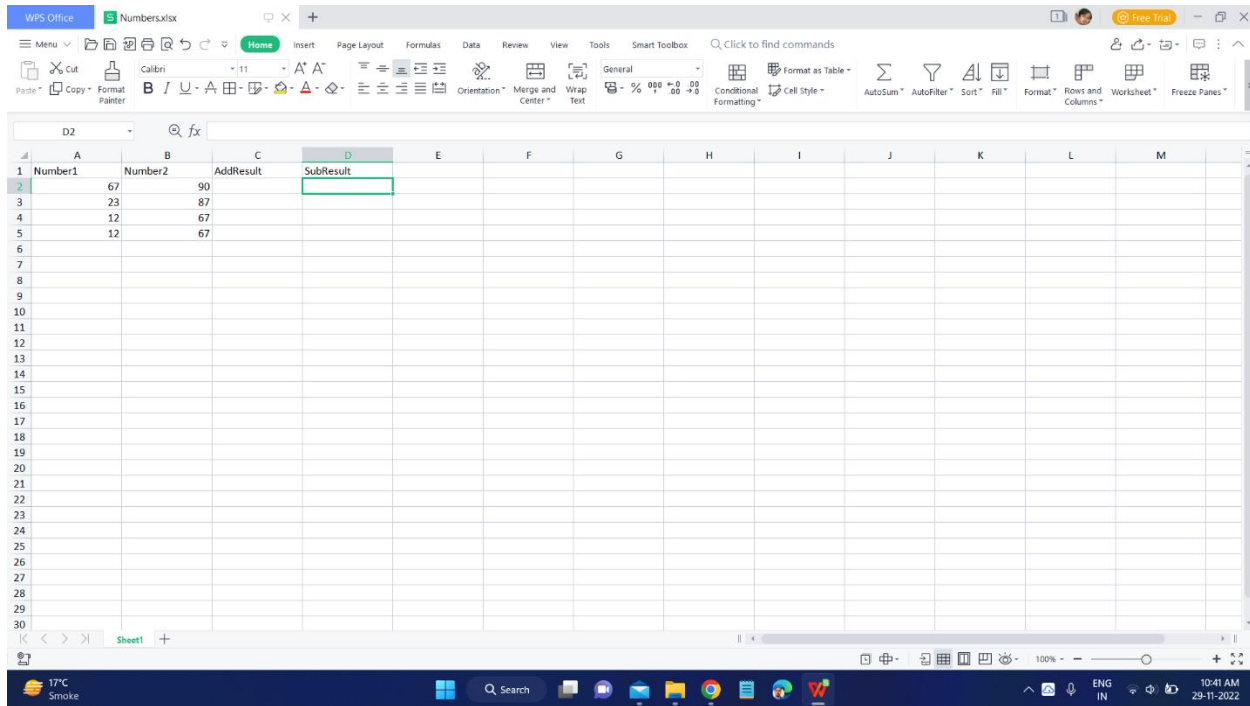 WPS Office Numbers.xlsx Free Trial
Menu Home Insert Page Layout Formulas Data Review View Tools Smart Toolbox Click to find commands
Cut Calibri 11 General Format as Table
Paste Copy Format Painter Orientation Merge and Center Wrap Text Conditional Formatting Cell Style AutoSum AutoFilter Sort Fill Format Rows and Columns Worksheet Freeze Panes
D2 fx
A B C D E F G H I J K L M
1 Number1 Number2 AddResult SubResult
2 67 90
3 23 87
4 12 67
5 12 67
6
7
8
9
10
11
12
13
14
15
16
17
18
19
20
21
22
23
24
25
26
27
28
29
30
Sheet1
100%
17°C Search ENG 10:41 AM
Smoke IN 29-11-2022